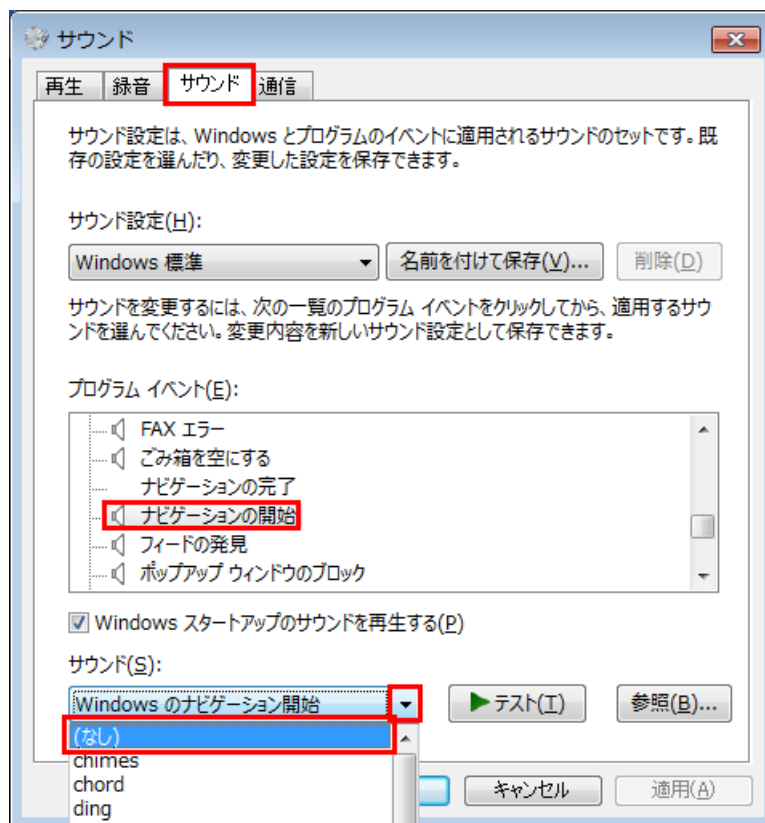 サウンド
再生 録音 サウンド 通信
サウンド設定は、Windows とプログラムのイベントに適用されるサウンドのセットです。既
存の設定を選んだり、変更した設定を保存できます。
サウンド設定(H):
Windows 標準 名前を付けて保存(V)... 削除(D)
サウンドを変更するには、次の一覧のプログラム イベントをクリックしてから、適用するサウ
ンドを選んでください。変更内容を新しいサウンド設定として保存できます。
プログラム イベント(E):
FAX エラー
ごみ箱を空にする
ナビゲーションの完了
ナビゲーションの開始
フィードの発見
ポップアップ ウィンドウのブロック
Windows スタートアップのサウンドを再生する(P)
サウンド(S):
Windows のナビゲーション開始 テスト(T) 参照(B)...
(なし)
chimes
chord
ding
キャンセル 適用(A)